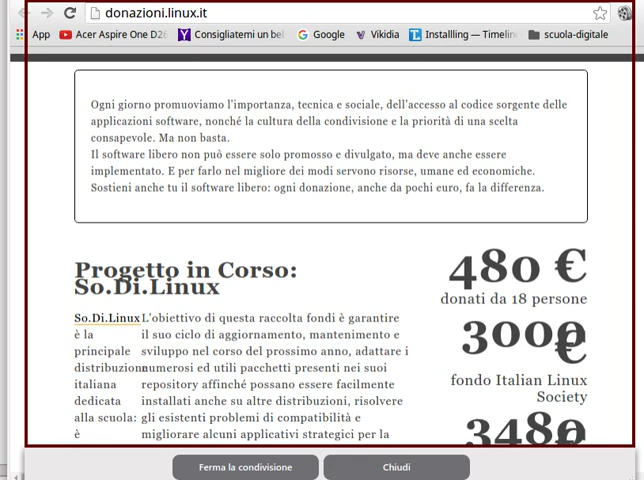 donazioni.linux.it
App Acer Aspire One D2 Consigliatemi un bel Google Vikidia Installling — Timelin scuola-digitale
Ogni giorno promuoviamo l'importanza, tecnica e sociale, dell'accesso al codice sorgente delle
applicazioni software, nonché la cultura della condivisione e la priorità di una scelta
consapevole. Ma non basta.
Il software libero non può essere solo promosso e divulgato, ma deve anche essere
implementato. E per farlo nel migliore dei modi servono risorse, umane ed economiche.
Sostieni anche tu il software libero: ogni donazione, anche da pochi euro, fa la differenza.
Progetto in Corso:
So.Di.Linux
So.Di.Linux
è la
principale
distribuzione
italiana
dedicata
alla scuola:
è
L'obiettivo di questa raccolta fondi è garantire
il suo ciclo di aggiornamento, mantenimento e
sviluppo nel corso del prossimo anno, adattare i
numerosi ed utili pacchetti presenti nei suoi
repository affinché possano essere facilmente
installati anche su altre distribuzioni, risolvere
gli esistenti problemi di compatibilità e
migliorare alcuni applicativi strategici per la
480 €
donati da 18 persone
3000
€
fondo Italian Linux
Society
3480
Ferma la condivisione
Chiudi